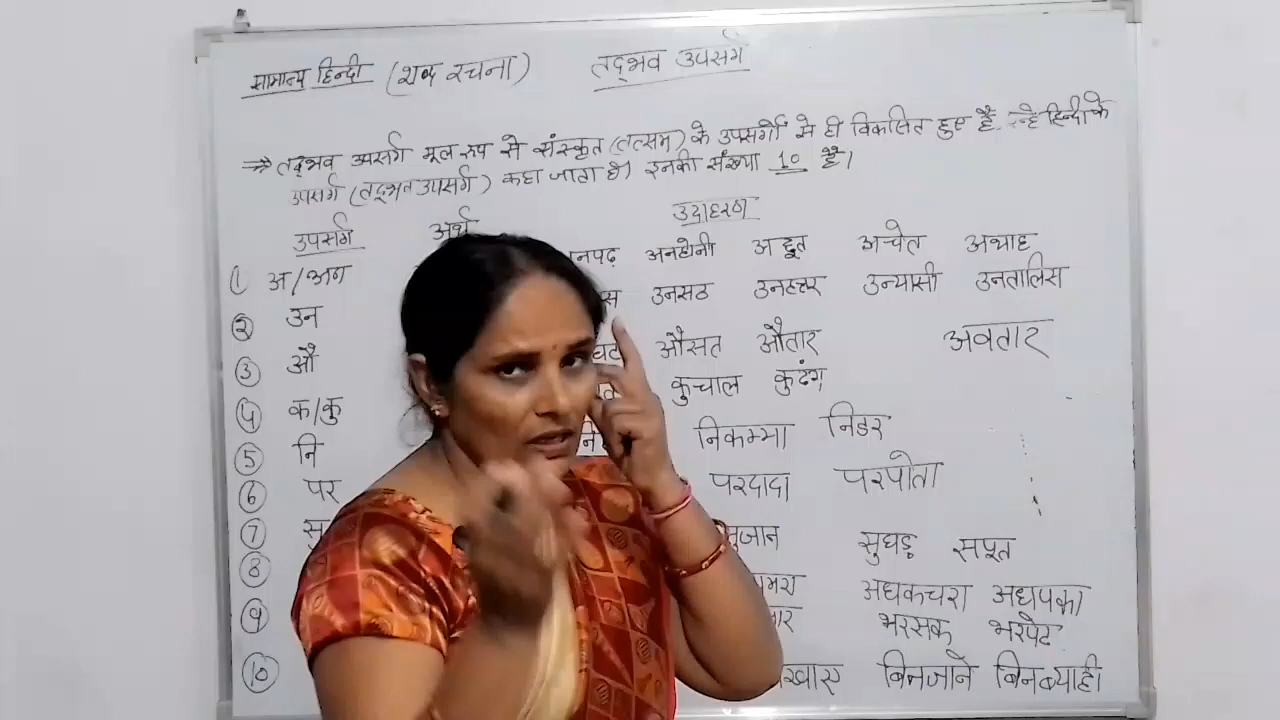 सामान्य हिन्दी (शब्द रचना) तद्भव उपसर्ग
तद्भव उपसर्ग मूल रूप से संस्कृत (तत्सम) के उपसर्गों से ही विकसित हुए हैं, इन्हे हिन्दी के
उपसर्ग (तद्भव उपसर्ग) कहा जाता है। इनकी संख्या 10 है।
उपसर्ग अर्थ उदाहरण
1 अ/अन अनहोनी अछूत अचेत अथाह
2 उन उनसठ उनहत्तर उन्यासी उनतालिस
3 औ औसत औतार अवतार
4 क/कु कुचाल कुढंग
5 नि निकम्मा निडर
6 पर परदादा परपोता
7 सुघड़ सपूत
8 अधकचरा अधपका
9 भरसक भरपेट
10 बिनजाने बिनब्याही